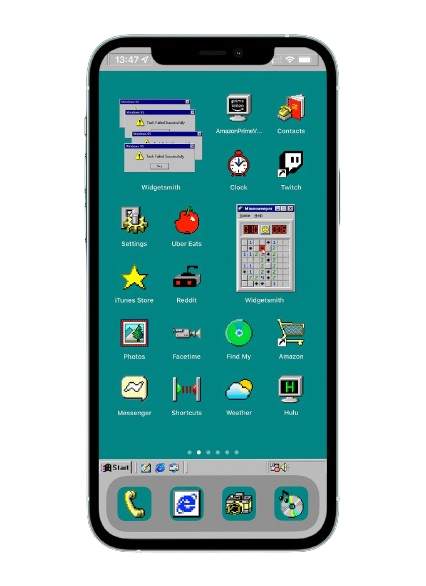 13:47
AmazonPrimeV...
Contacts
Task Failed Successfully
Task Failed Successfully
Widgetsmith
Clock
Twitch
Minesweeper
Game Help
Settings
Uber Eats
iTunes Store
Reddit
Widgetsmith
Photos
Facetime
Find My
Amazon
Messenger
Shortcuts
Weather
H
Hulu
Start